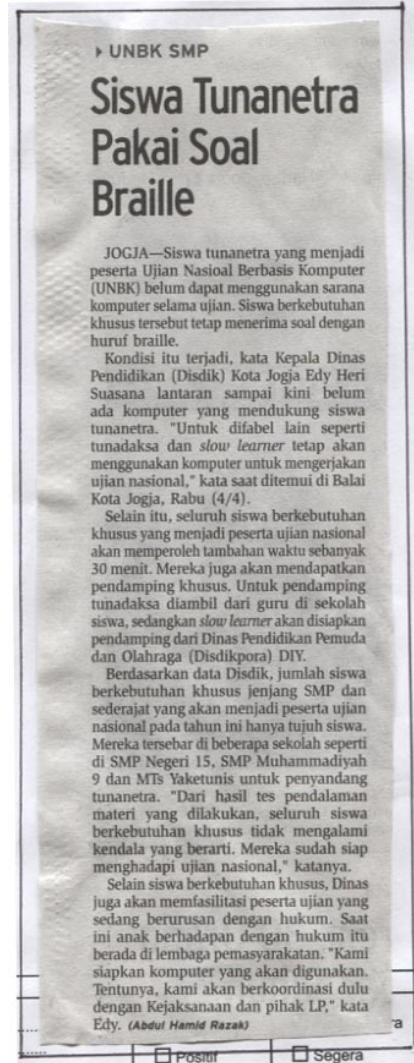 ▸ UNBK SMP
Siswa Tunanetra
Pakai Soal
Braille
JOGJA—Siswa tunanetra yang menjadi
peserta Ujian Nasioal Berbasis Komputer
(UNBK) belum dapat menggunakan sarana
komputer selama ujian. Siswa berkebutuhan
khusus tersebut tetap menerima soal dengan
huruf braille.
Kondisi itu terjadi, kata Kepala Dinas
Pendidikan (Disdik) Kota Jogja Edy Heri
Suasana lantaran sampai kini belum
ada komputer yang mendukung siswa
tunanetra. "Untuk difabel lain seperti
tunadaksa dan slow learner tetap akan
menggunakan komputer untuk mengerjakan
ujian nasional," kata saat ditemui di Balai
Kota Jogja, Rabu (4/4).
Selain itu, seluruh siswa berkebutuhan
khusus yang menjadi peserta ujian nasional
akan memperoleh tambahan waktu sebanyak
30 menit. Mereka juga akan mendapatkan
pendamping khusus. Untuk pendamping
tunadaksa diambil dari guru di sekolah
siswa, sedangkan slow learner akan disiapkan
pendamping dari Dinas Pendidikan Pemuda
dan Olahraga (Disdikpora) DIY.
Berdasarkan data Disdik, jumlah siswa
berkebutuhan khusus jenjang SMP dan
sederajat yang akan menjadi peserta ujian
nasional pada tahun ini hanya tujuh siswa.
Mereka tersebar di beberapa sekolah seperti
di SMP Negeri 15, SMP Muhammadiyah
9 dan MTs Yaketunis untuk penyandang
tunanetra. "Dari hasil tes pendalaman
materi yang dilakukan, seluruh siswa
berkebutuhan khusus tidak mengalami
kendala yang berarti. Mereka sudah siap
menghadapi ujian nasional," katanya.
Selain siswa berkebutuhan khusus, Dinas
juga akan memfasilitasi peserta ujian yang
sedang berurusan dengan hukum. Saat
ini anak berhadapan dengan hukum itu
berada di lembaga pemasyarakatan. "Kami
siapkan komputer yang akan digunakan.
Tentunya, kami akan berkoordinasi dulu
dengan Kejaksanaan dan pihak LP," kata
Edy. (Abdul Hamid Razak)
ra
Positif
Segera